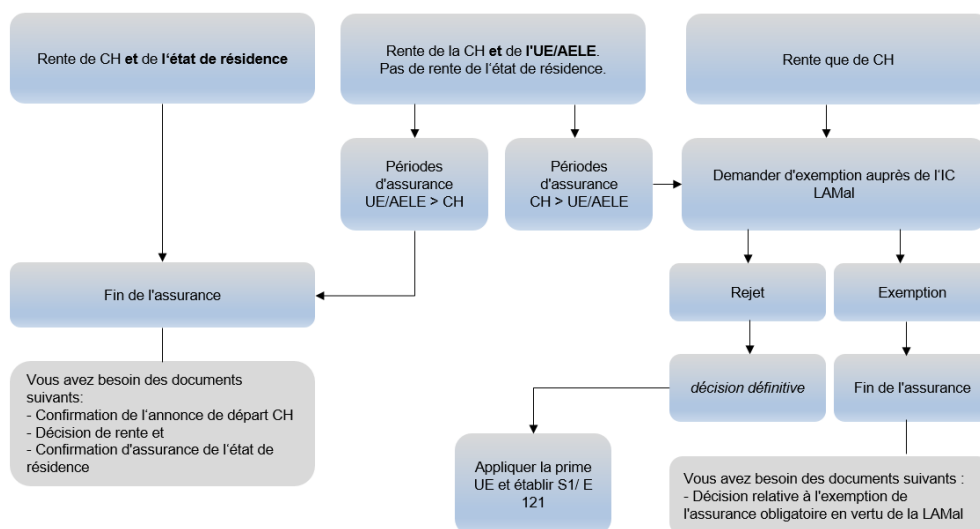 Rente de CH et de l'état de résidence
Rente de la CH et de l'UE/AELE.
Pas de rente de l'état de résidence.
Rente que de CH
Périodes
d'assurance
UE/AELE > CH
Périodes
d'assurance
CH > UE/AELE
Demander d'exemption auprès de l'IC
LAMal
Fin de l'assurance
Rejet
Exemption
Vous avez besoin des documents
suivants:
- Confirmation de l'annonce de départ CH
- Décision de rente et
- Confirmation d'assurance de l'état de
résidence
décision définitive
Fin de l'assurance
Appliquer la prime
UE et établir S1/ E
121
Vous avez besoin des documents suivants :
- Décision relative à l'exemption de
l'assurance obligatoire en vertu de la LAMal